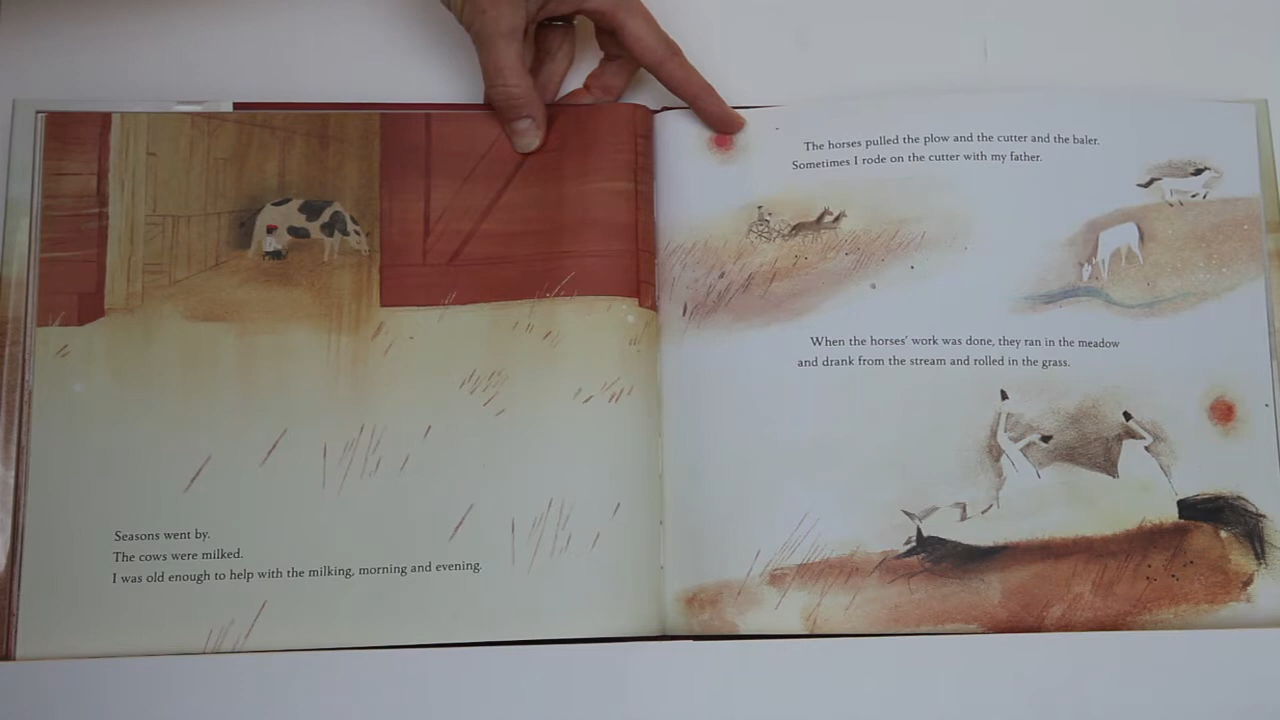 Seasons went by.
The cows were milked.
I was old enough to help with the milking, morning and evening.
The horses pulled the plow and the cutter and the baler.
Sometimes I rode on the cutter with my father.
When the horses' work was done, they ran in the meadow
and drank from the stream and rolled in the grass.